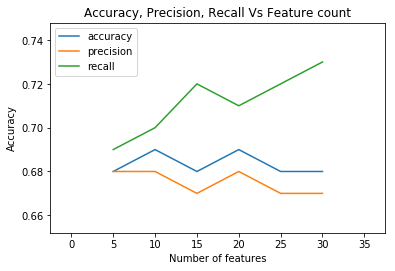 Accuracy, Precision, Recall Vs Feature count
accuracy
precision
recall
0.74
0.72
0.70
0.68
0.66
Accuracy
0 5 10 15 20 25 30 35
Number of features